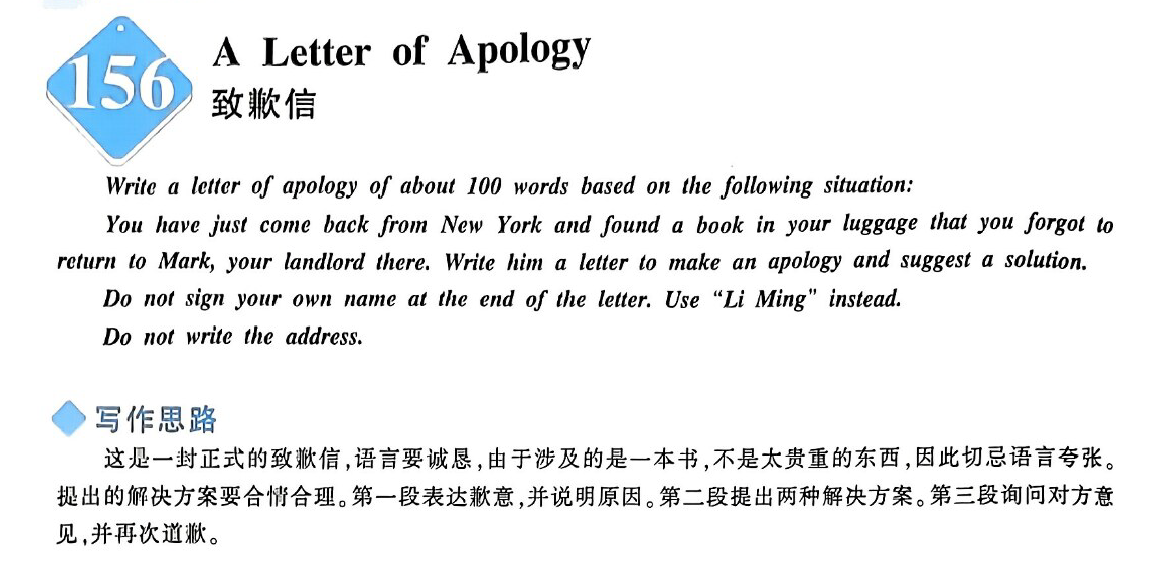 156
A Letter of Apology
致歉信
Write a letter of apology of about 100 words based on the following situation:
You have just come back from New York and found a book in your luggage that you forgot to
return to Mark, your landlord there. Write him a letter to make an apology and suggest a solution.
Do not sign your own name at the end of the letter. Use “Li Ming” instead.
Do not write the address.
写作思路
这是一封正式的致歉信,语言要诚恳,由于涉及的是一本书,不是太贵重的东西,因此切忌语言夸张。
提出的解决方案要合情合理。第一段表达歉意,并说明原因。第二段提出两种解决方案。第三段询问对方意
见,并再次道歉。